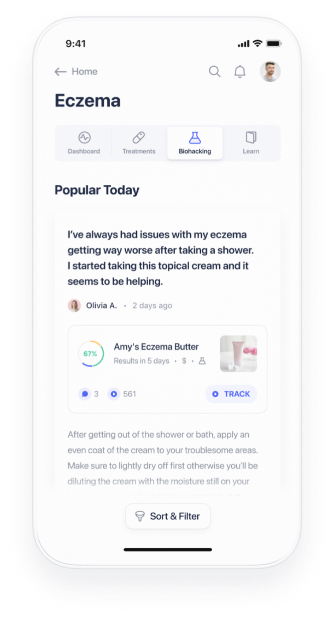 9:41
Home
Eczema
Dashboard
Treatments
Biohacking
Learn
Popular Today
I've always had issues with my eczema
getting way worse after taking a shower.
I started taking this topical cream and it
seems to be helping.
Olivia A. • 2 days ago
67%
Amy's Eczema Butter
Results in 5 days • $ •
3
561
TRACK
After getting out of the shower or bath, apply an
even coat of the cream to your troublesome areas.
Make sure to lightly dry off first otherwise you'll be
diluting the cream with the moisture still on your
Sort & Filter